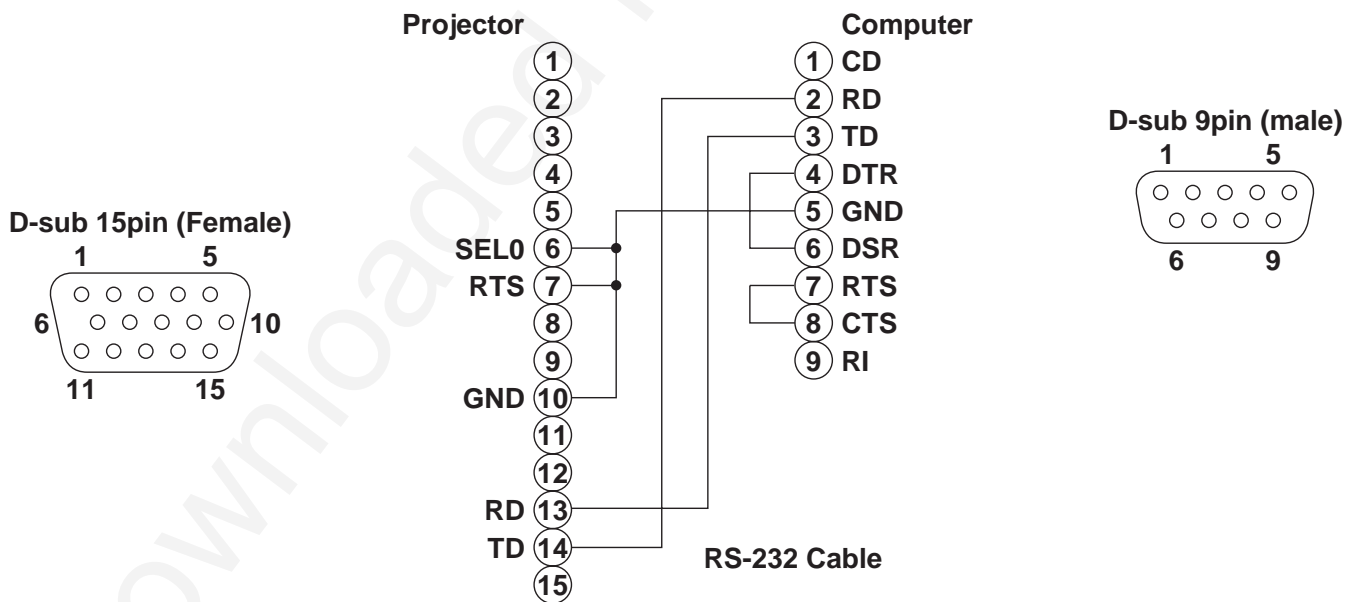 Projector
Computer
1
2
3
4
5
SEL0 6
RTS 7
8
9
GND 10
11
12
RD 13
TD 14
15
1 CD
2 RD
3 TD
4 DTR
5 GND
6 DSR
7 RTS
8 CTS
9 RI
D-sub 15pin (Female)
1 5
6 10
11 15
D-sub 9pin (male)
1 5
6 9
RS-232 Cable
ownloaded